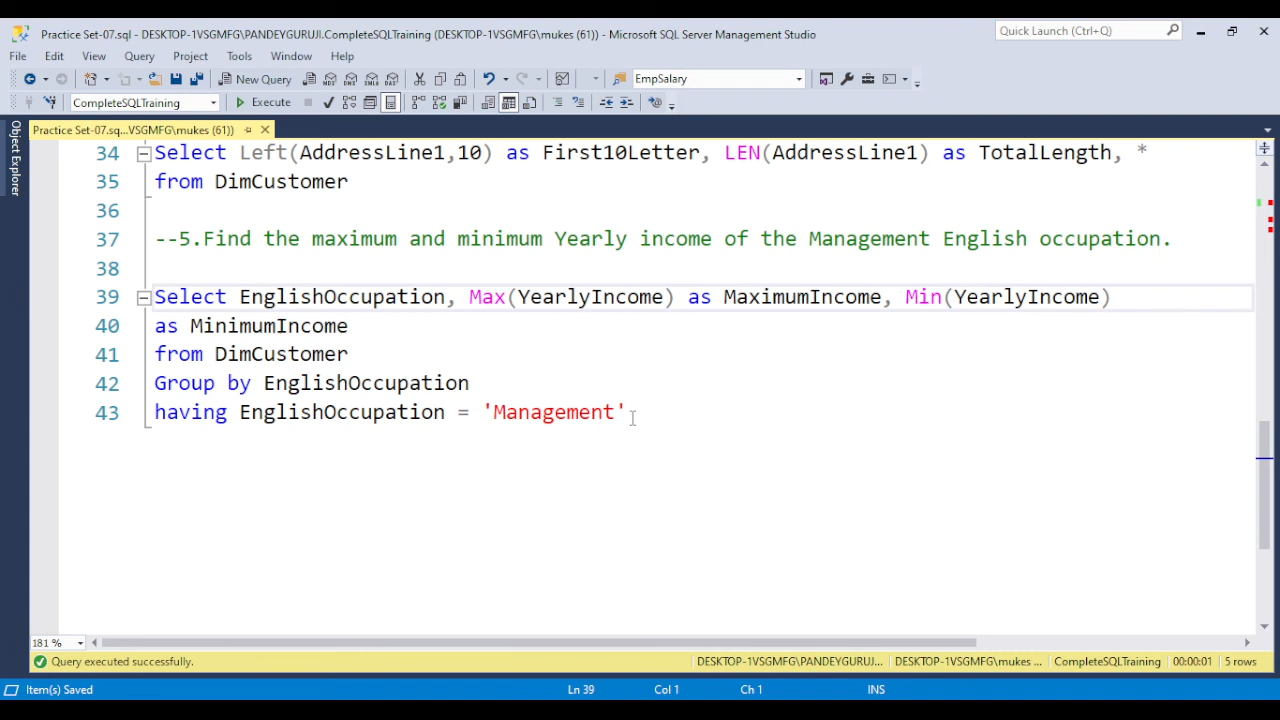 Practice Set-07.sql - DESKTOP-1VSGMFG\PANDEYGURUJI.CompleteSQLTraining (DESKTOP-1VSGMFG\mukes (61)) - Microsoft SQL Server Management Studio
Quick Launch (Ctrl+Q)
File Edit View Query Project Tools Window Help
New Query EmpSalary
CompleteSQLTraining Execute
Practice Set-07.sq...VSGMFG\mukes (61))
Object Explorer
34 Select Left(AddressLine1,10) as First10Letter, LEN(AddressLine1) as TotalLength, *
35 from DimCustomer
36
37 --5.Find the maximum and minimum Yearly income of the Management English occupation.
38
39 Select EnglishOccupation, Max(YearlyIncome) as MaximumIncome, Min(YearlyIncome)
40 as MinimumIncome
41 from DimCustomer
42 Group by EnglishOccupation
43 having EnglishOccupation = 'Management'
181 %
Query executed successfully. DESKTOP-1VSGMFG\PANDEYGURUJ... DESKTOP-1VSGMFG\mukes ... CompleteSQLTraining 00:00:01 5 rows
Item(s) Saved Ln 39 Col 1 Ch 1 INS